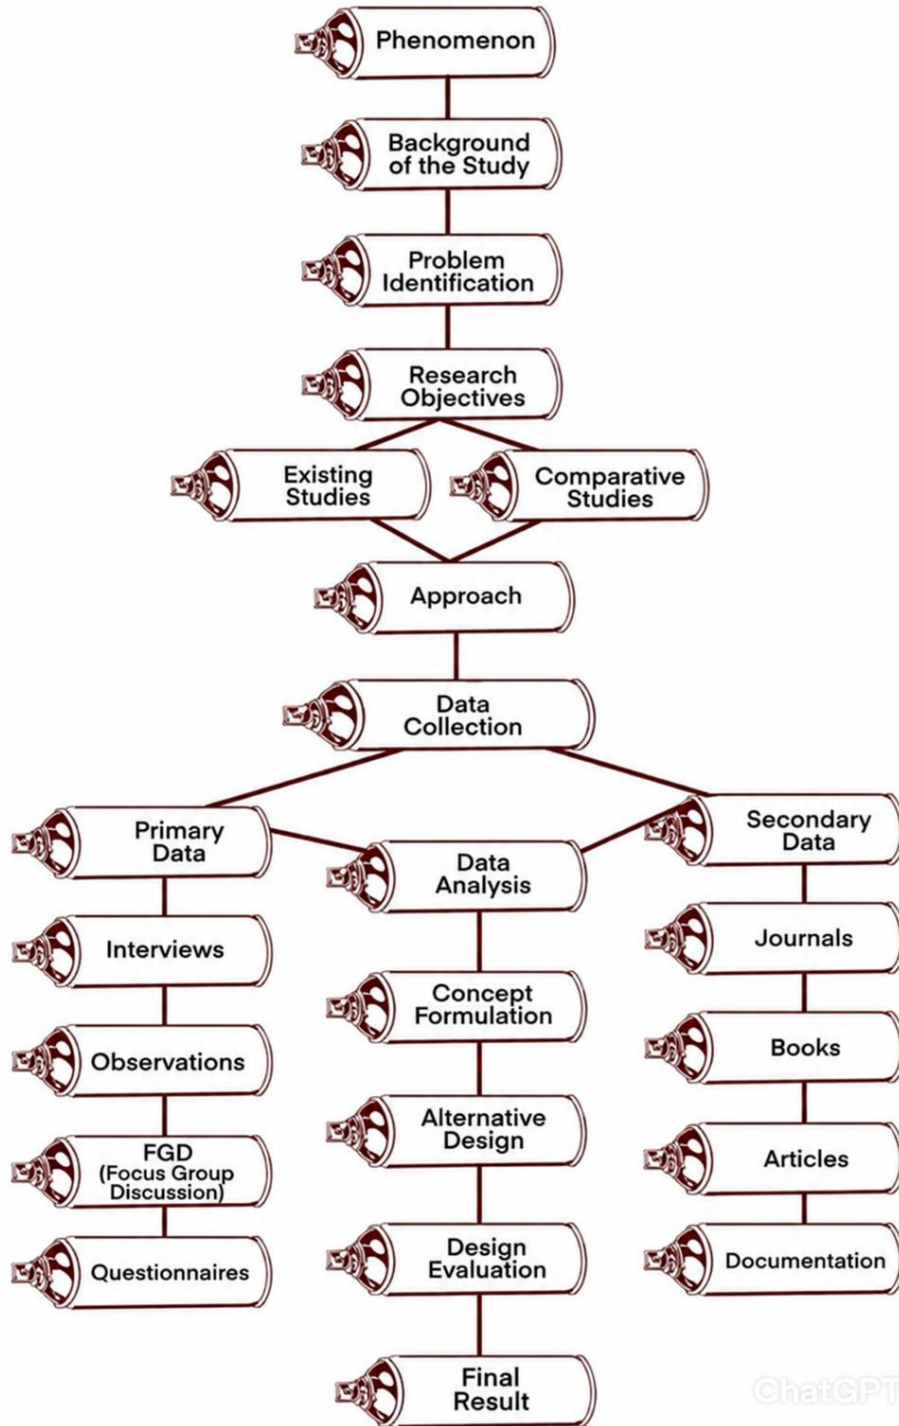 Phenomenon
Background
of the Study
Problem
Identification
Research
Objectives
Existing
Studies
Comparative
Studies
Approach
Data
Collection
Primary
Data
Interviews
Observations
FGD
(Focus Group
Discussion)
Questionnaires
Data
Analysis
Concept
Formulation
Alternative
Design
Design
Evaluation
Final
Result
Secondary
Data
Journals
Books
Articles
Documentation
ChatGPT